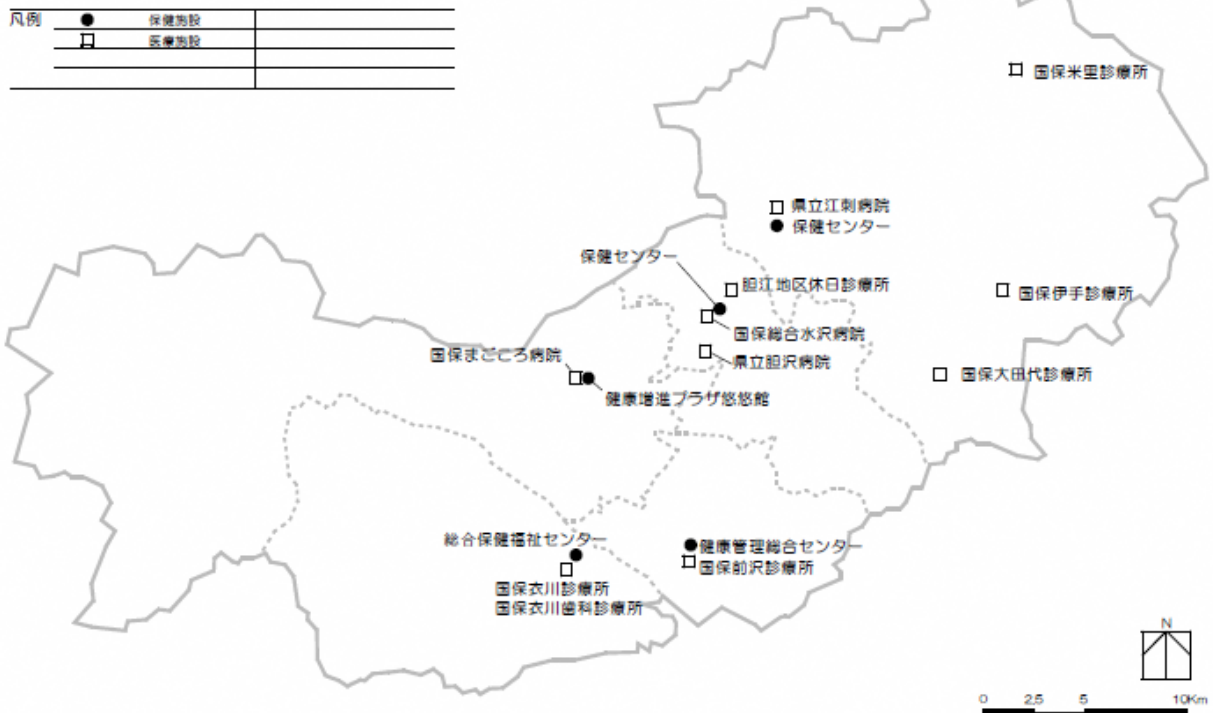 凡例
保健施設
医療施設
国保米里診療所
県立江刺病院
保健センター
保健センター
胆江地区休日診療所
国保伊手診療所
国保総合水沢病院
国保まごころ病院
県立胆沢病院
国保大田代診療所
健康増進プラザ悠悠館
総合保健福祉センター
健康管理総合センター
国保前沢診療所
国保衣川診療所
国保衣川歯科診療所
N
0 2,5 5 10Km